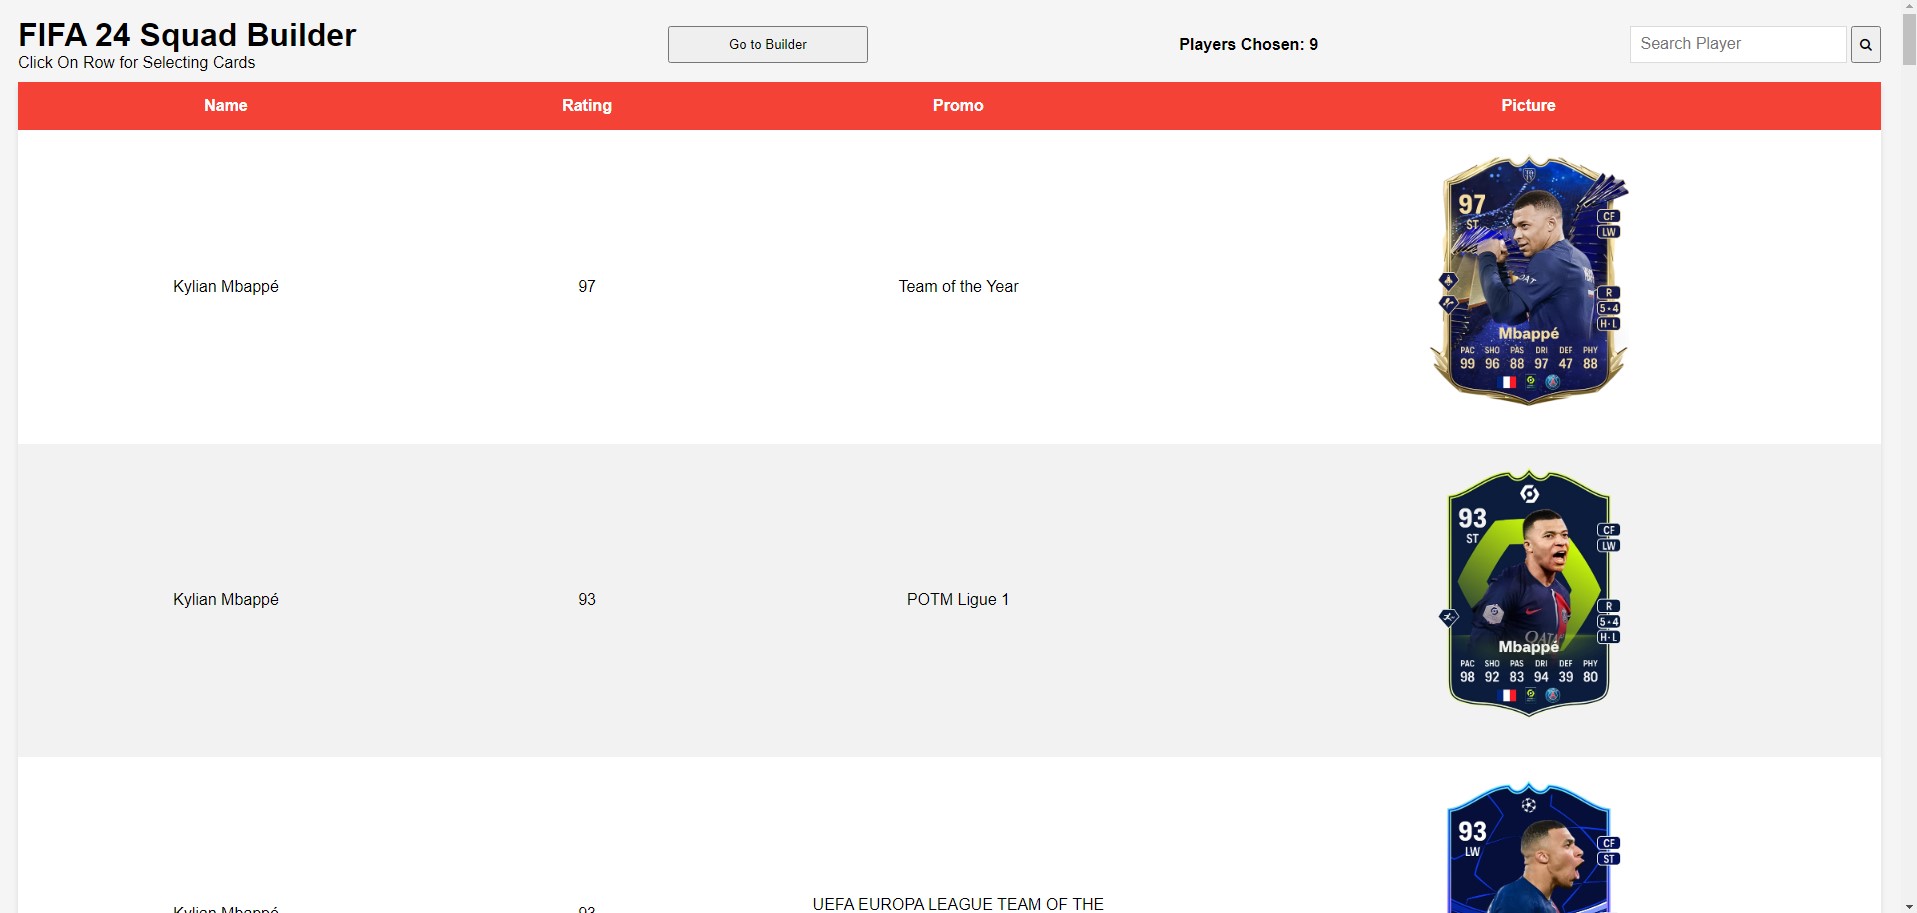 FIFA 24 Squad Builder
Click On Row for Selecting Cards
Go to Builder
Players Chosen: 9
Search Player
Name Rating Promo Picture
Kylian Mbappé 97 Team of the Year
97
ST
CF
LW
R
5·4
H·L
Mbappé
PAC SHO PAS DRI DEF PHY
99 96 88 97 47 88
Kylian Mbappé 93 POTM Ligue 1
93
ST
CF
LW
R
5·4
H·L
QATAR
Mbappé
PAC SHO PAS DRI DEF PHY
98 92 83 94 39 80
93
LW
CF
ST
UEFA EUROPA LEAGUE TEAM OF THE
Kylian Mbappé 93